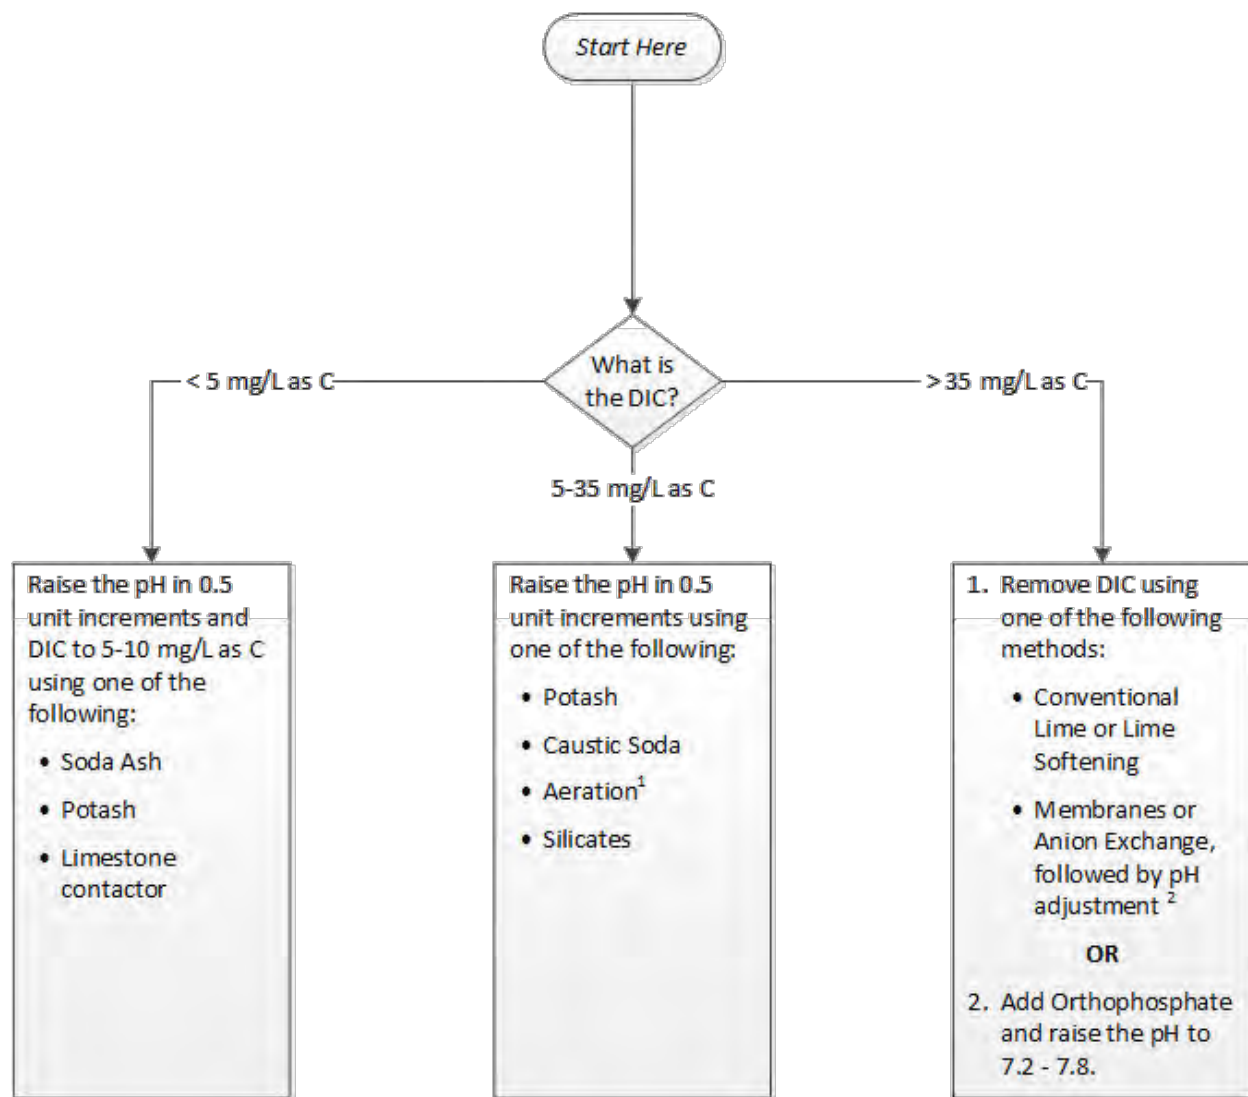 Start Here
What is
the DIC?
< 5 mg/L as C
> 35 mg/L as C
5-35 mg/L as C
Raise the pH in 0.5
unit increments and
DIC to 5-10 mg/L as C
using one of the
following:
• Soda Ash
• Potash
• Limestone
contactor
Raise the pH in 0.5
unit increments using
one of the following:
• Potash
• Caustic Soda
• Aeration¹
• Silicates
1. Remove DIC using
one of the following
methods:
• Conventional
Lime or Lime
Softening
• Membranes or
Anion Exchange,
followed by pH
adjustment ²
OR
2. Add Orthophosphate
and raise the pH to
7.2 - 7.8.